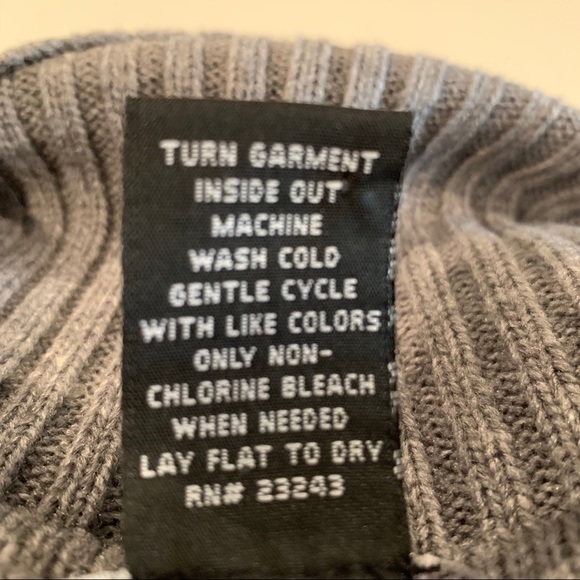 TURN GARMENT
INSIDE OUT
MACHINE
WASH COLD
GENTLE CYCLE
WITH LIKE COLORS
ONLY NON-
CHLORINE BLEACH
WHEN NEEDED
LAY FLAT TO DRY
RN# 23243